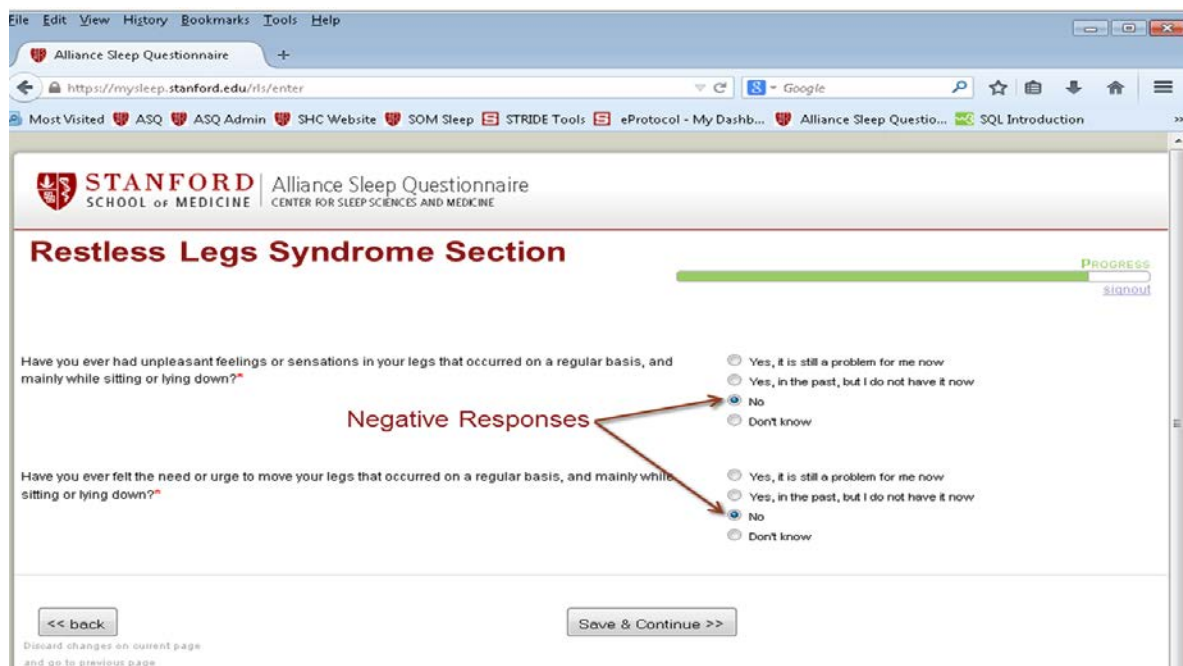 File Edit View History Bookmarks Tools Help
Alliance Sleep Questionnaire +
https://mysleep.stanford.edu/rls/enter
8 - Google
Most Visited ASQ ASQ Admin SHC Website SOM Sleep STRIDE Tools eProtocol - My Dashb... Alliance Sleep Questio... SQL Introduction »
STANFORD
SCHOOL OF MEDICINE
Alliance Sleep Questionnaire
CENTER FOR SLEEP SCIENCES AND MEDICINE
Restless Legs Syndrome Section
PROGRESS
signout
Have you ever had unpleasant feelings or sensations in your legs that occurred on a regular basis, and
mainly while sitting or lying down?*
Yes, it is still a problem for me now
Yes, in the past, but I do not have it now
No
Don't know
Negative Responses
Have you ever felt the need or urge to move your legs that occurred on a regular basis, and mainly while
sitting or lying down?*
Yes, it is still a problem for me now
Yes, in the past, but I do not have it now
No
Don't know
<< back
Save & Continue >>
Discard changes on current page
and go to previous page